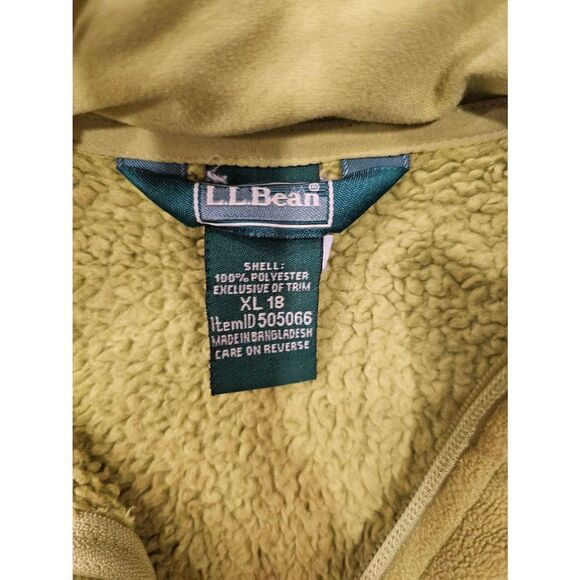 L.L.Bean®
SHELL:
100% POLYESTER
EXCLUSIVE OF TRIM
XL 18
ItemID 505066
MADE IN BANGLADESH
CARE ON REVERSE